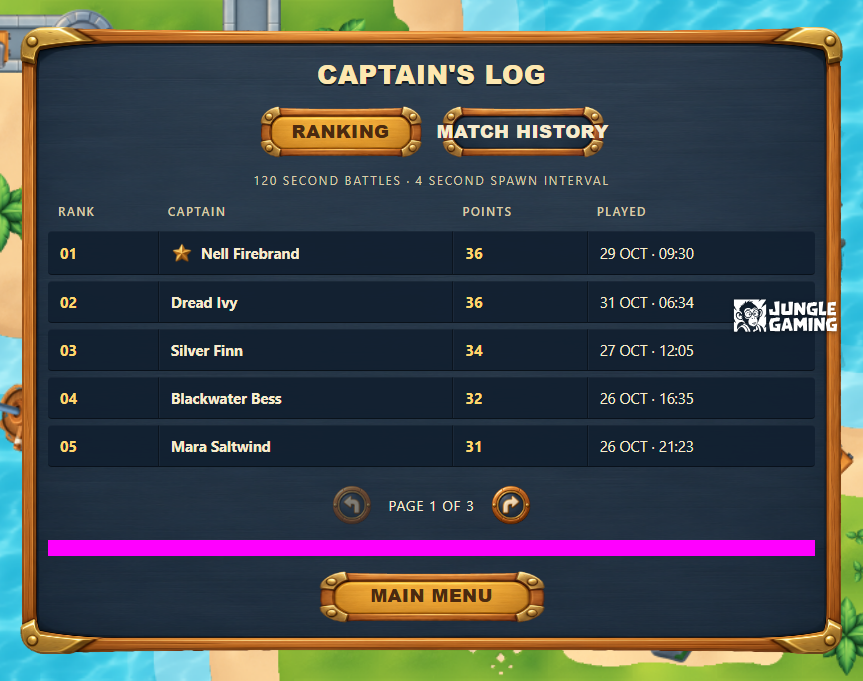 CAPTAIN'S LOG
RANKING
MATCH HISTORY
120 SECOND BATTLES · 4 SECOND SPAWN INTERVAL
RANK CAPTAIN POINTS PLAYED
01 Nell Firebrand 36 29 OCT · 09:30
02 Dread Ivy 36 31 OCT · 06:34
JUNGLE
GAMING
03 Silver Finn 34 27 OCT · 12:05
04 Blackwater Bess 32 26 OCT · 16:35
05 Mara Saltwind 31 26 OCT · 21:23
PAGE 1 OF 3
MAIN MENU